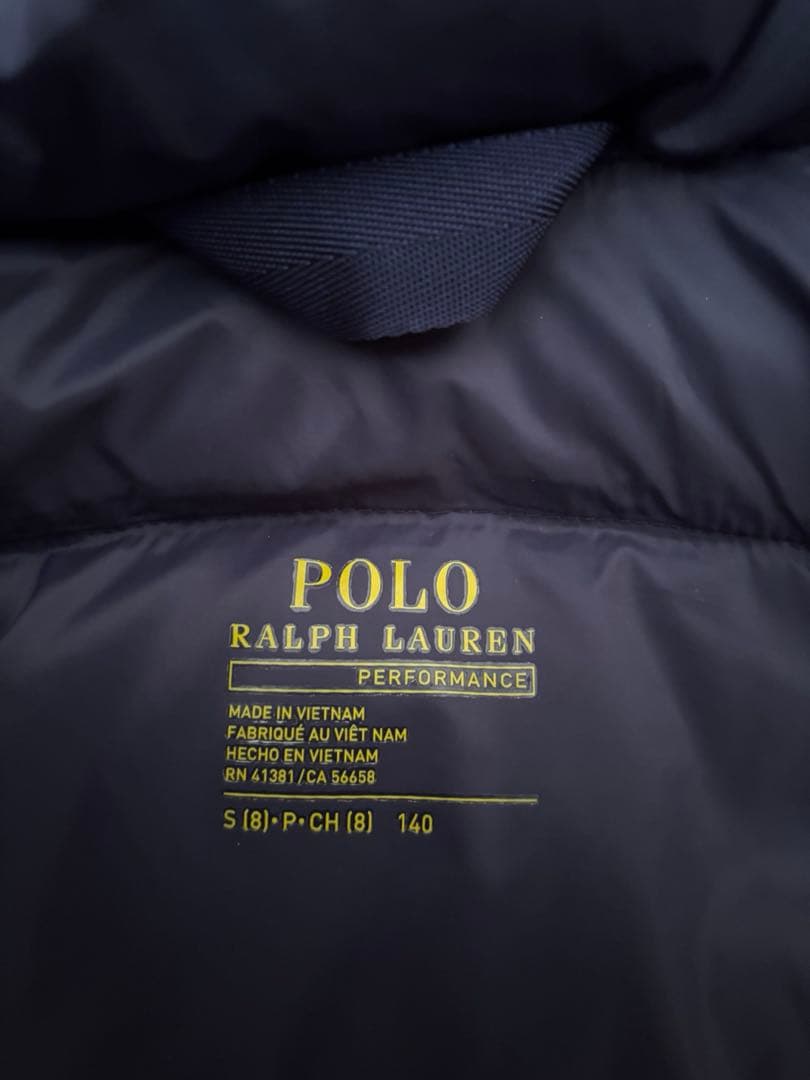 POLO
RALPH LAUREN
PERFORMANCE
MADE IN VIETNAM
FABRIQUÉ AU VIÊT NAM
HECHO EN VIETNAM
RN 41381/CA 56658
S (8)•P•CH (8) 140